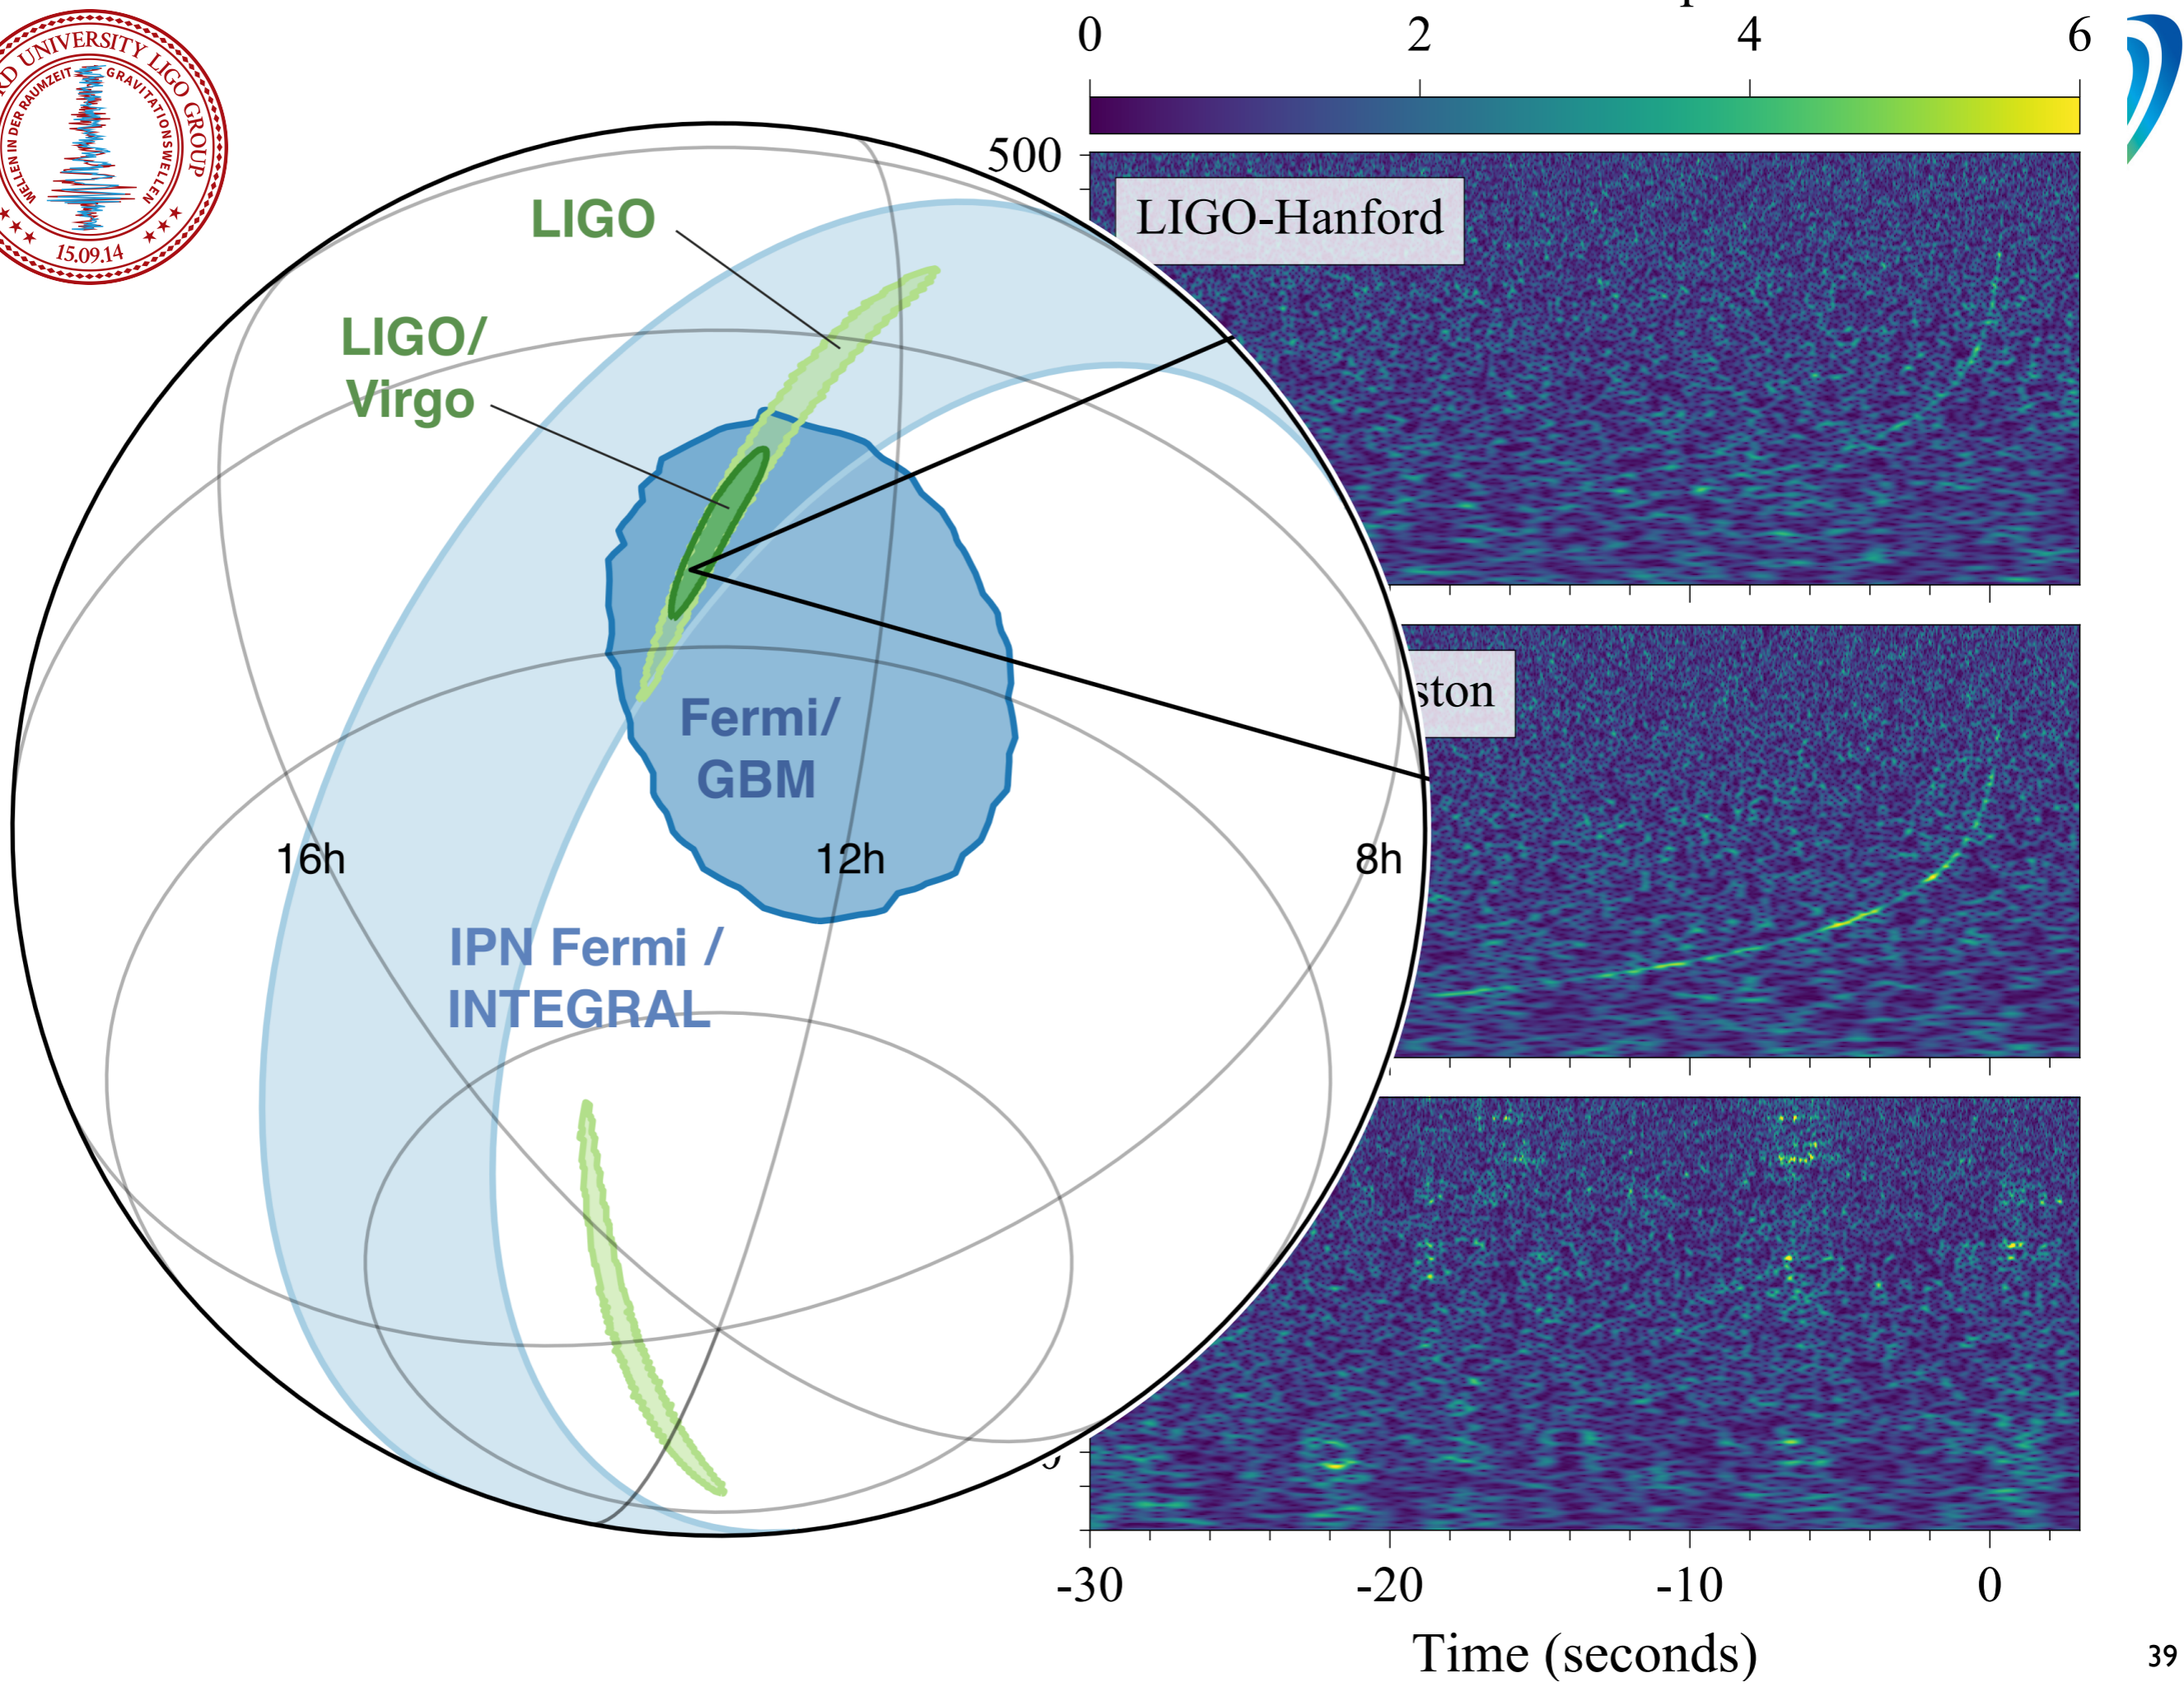 RD UNIVERSITY LIGO GROUP
WELLEN IN DER RAUMZEIT
GRAVITATIONSWELLEN
15.09.14
0 2 4 6
500
LIGO-Hanford
LIGO
LIGO/
Virgo
ston
Fermi/
GBM
16h 12h 8h
IPN Fermi /
INTEGRAL
-30 -20 -10 0
Time (seconds)
39